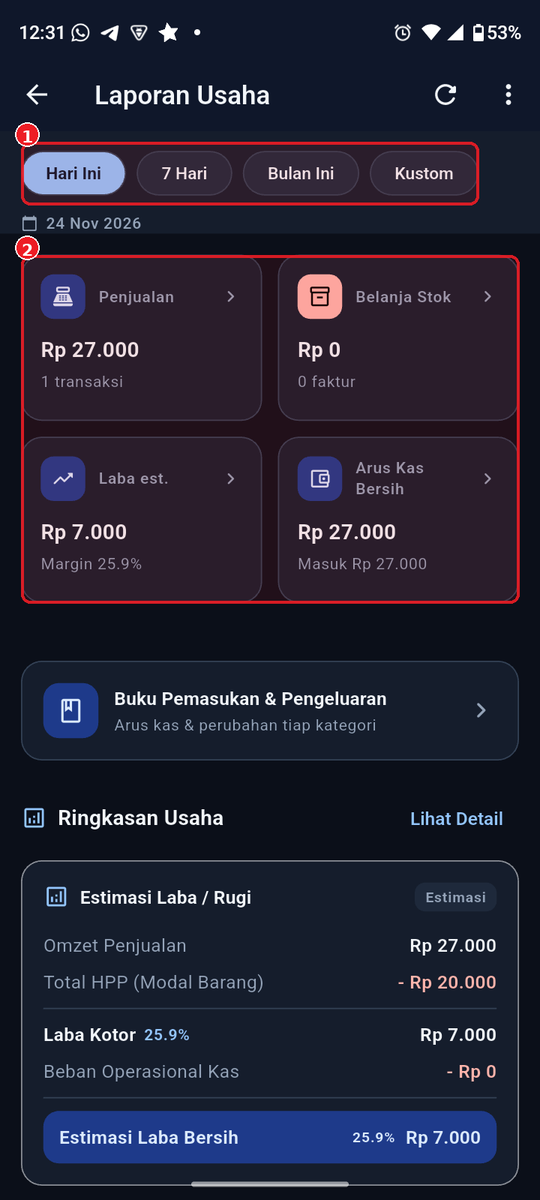 12:31
53%
Laporan Usaha
1
Hari Ini
7 Hari
Bulan Ini
Kustom
24 Nov 2026
2
Penjualan
Rp 27.000
1 transaksi
Belanja Stok
Rp 0
0 faktur
Laba est.
Rp 7.000
Margin 25.9%
Arus Kas
Bersih
Rp 27.000
Masuk Rp 27.000
Buku Pemasukan & Pengeluaran
Arus kas & perubahan tiap kategori
Ringkasan Usaha
Lihat Detail
Estimasi Laba / Rugi
Estimasi
Omzet Penjualan Rp 27.000
Total HPP (Modal Barang) - Rp 20.000
Laba Kotor 25.9% Rp 7.000
Beban Operasional Kas - Rp 0
Estimasi Laba Bersih 25.9% Rp 7.000